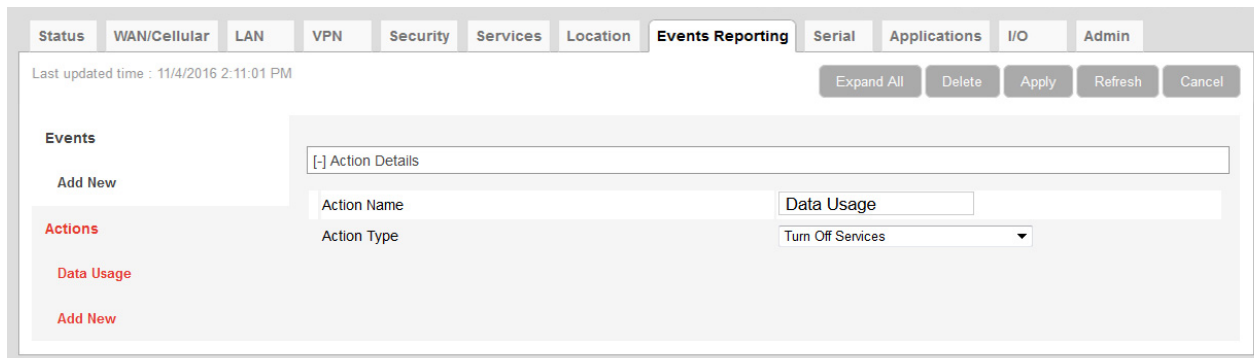 Status WAN/Cellular LAN VPN Security Services Location Events Reporting Serial Applications I/O Admin
Last updated time : 11/4/2016 2:11:01 PM
Expand All Delete Apply Refresh Cancel
Events
Add New
Actions
Data Usage
Add New
[-] Action Details
Action Name Data Usage
Action Type Turn Off Services